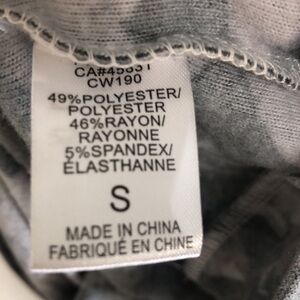 CW190
49%POLYESTER/
POLYESTER
46%RAYON/
RAYONNE
5%SPANDEX/
ÉLASTHANNE
S
MADE IN CHINA
FABRIQUÉ EN CHINE